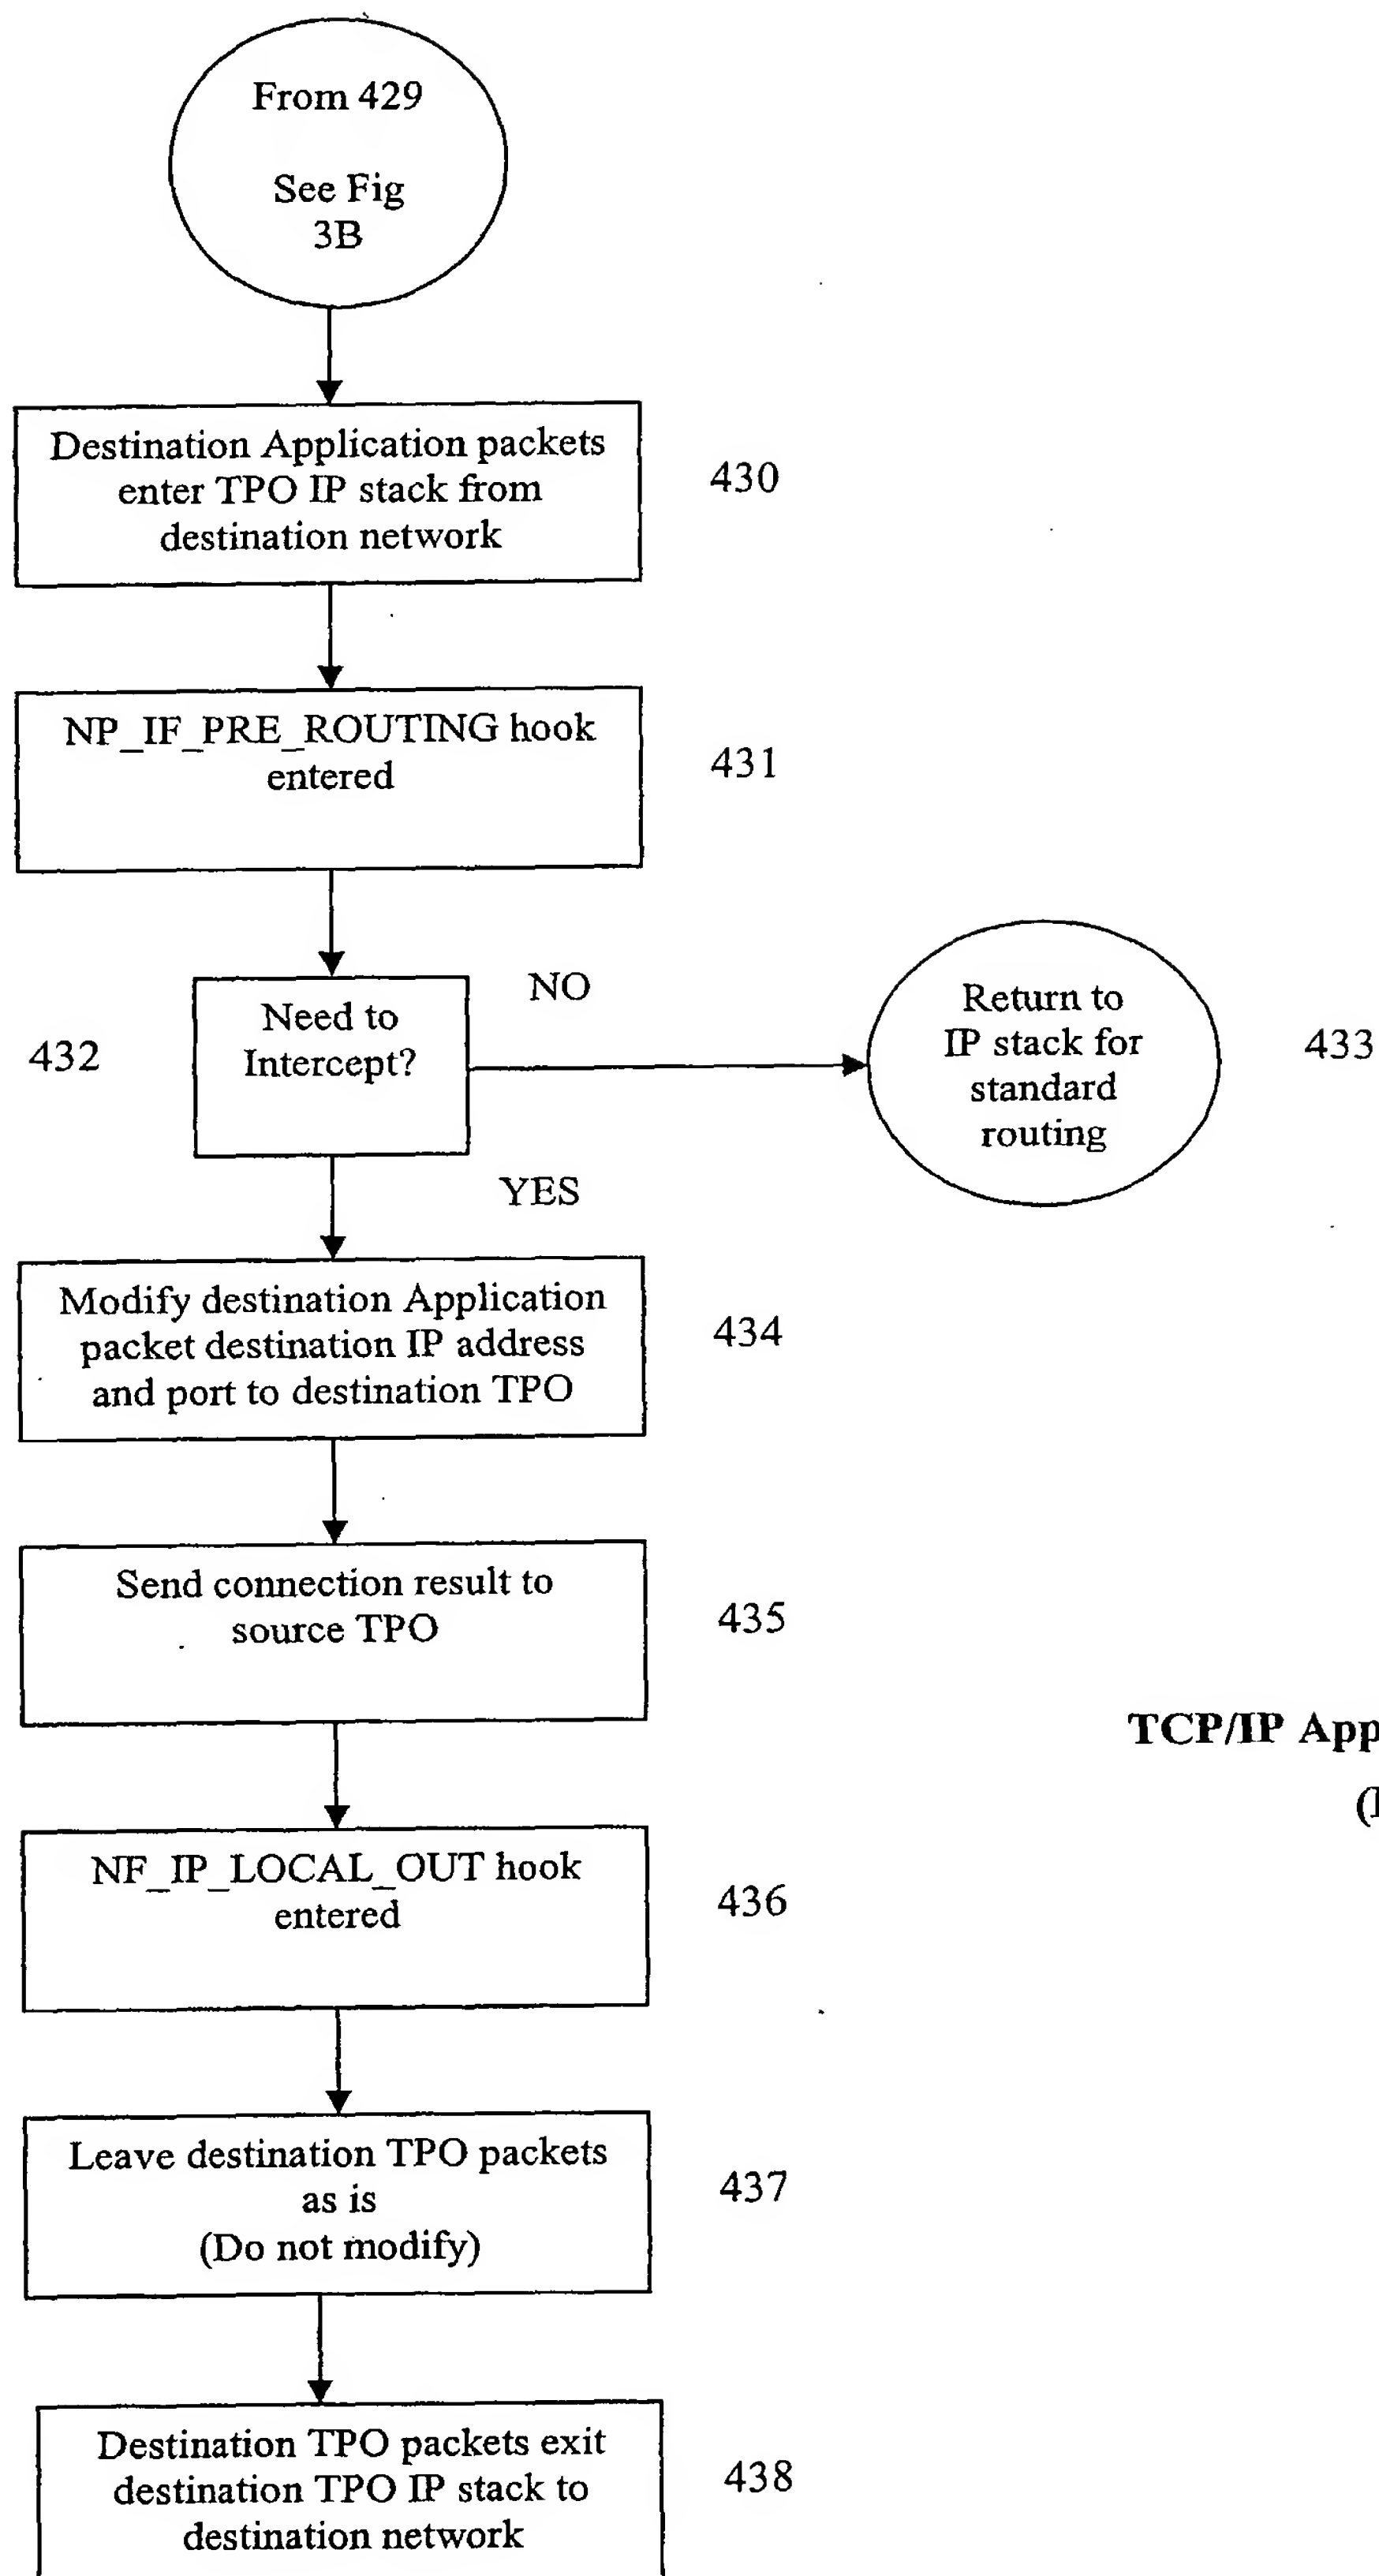 From 429
See Fig
3B
Destination Application packets
enter TPO IP stack from
destination network
430
NP_IF_PRE_ROUTING hook
entered
431
Need to
Intercept?
432
NO
Return to
IP stack for
standard
routing
433
YES
Modify destination Application
packet destination IP address
and port to destination TPO
434
Send connection result to
source TPO
435
TCP/IP App
NF_IP_LOCAL_OUT hook
entered
436
Leave destination TPO packets
as is
(Do not modify)
437
Destination TPO packets exit
destination TPO IP stack to
destination network
438